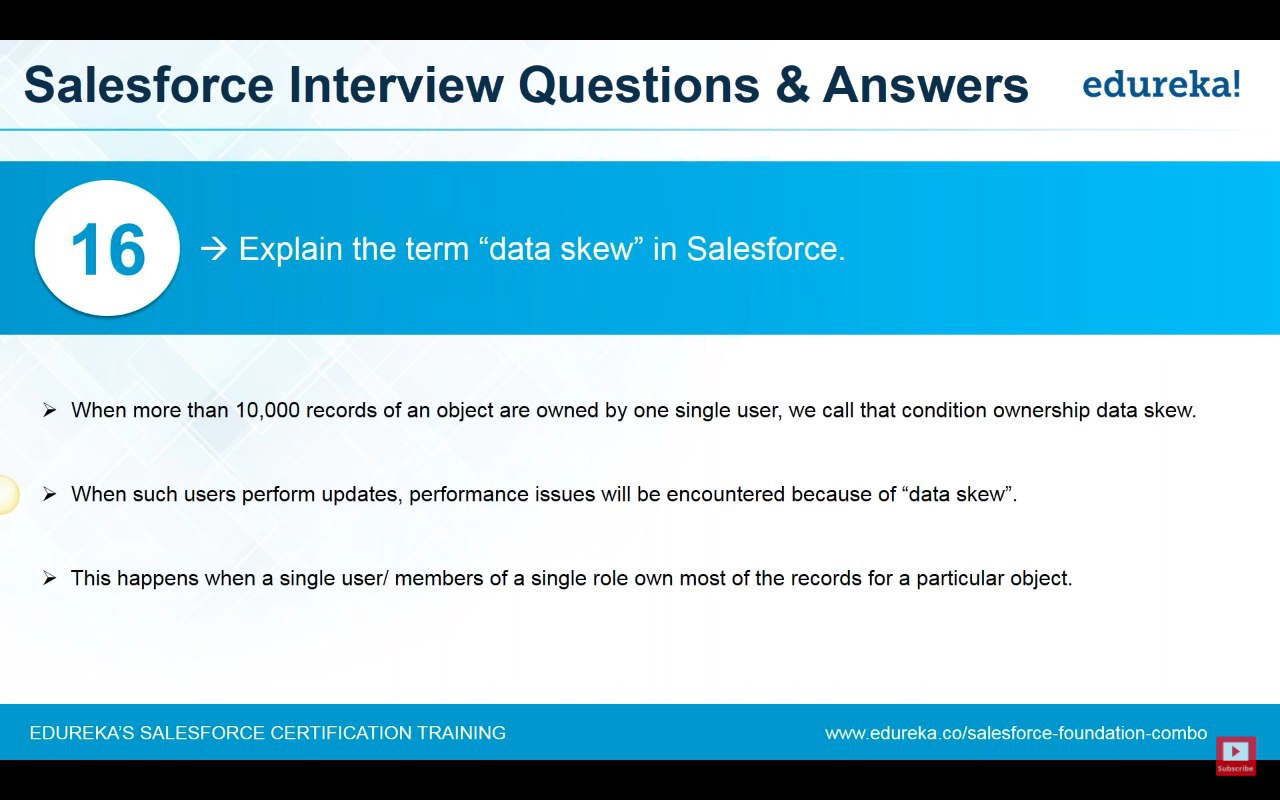 Salesforce Interview Questions & Answers
edureka!
16
→ Explain the term “data skew” in Salesforce.
➢ When more than 10,000 records of an object are owned by one single user, we call that condition ownership data skew.
➢ When such users perform updates, performance issues will be encountered because of “data skew”.
➢ This happens when a single user/ members of a single role own most of the records for a particular object.
EDUREKA’S SALESFORCE CERTIFICATION TRAINING
www.edureka.co/salesforce-foundation-combo
Subscribe